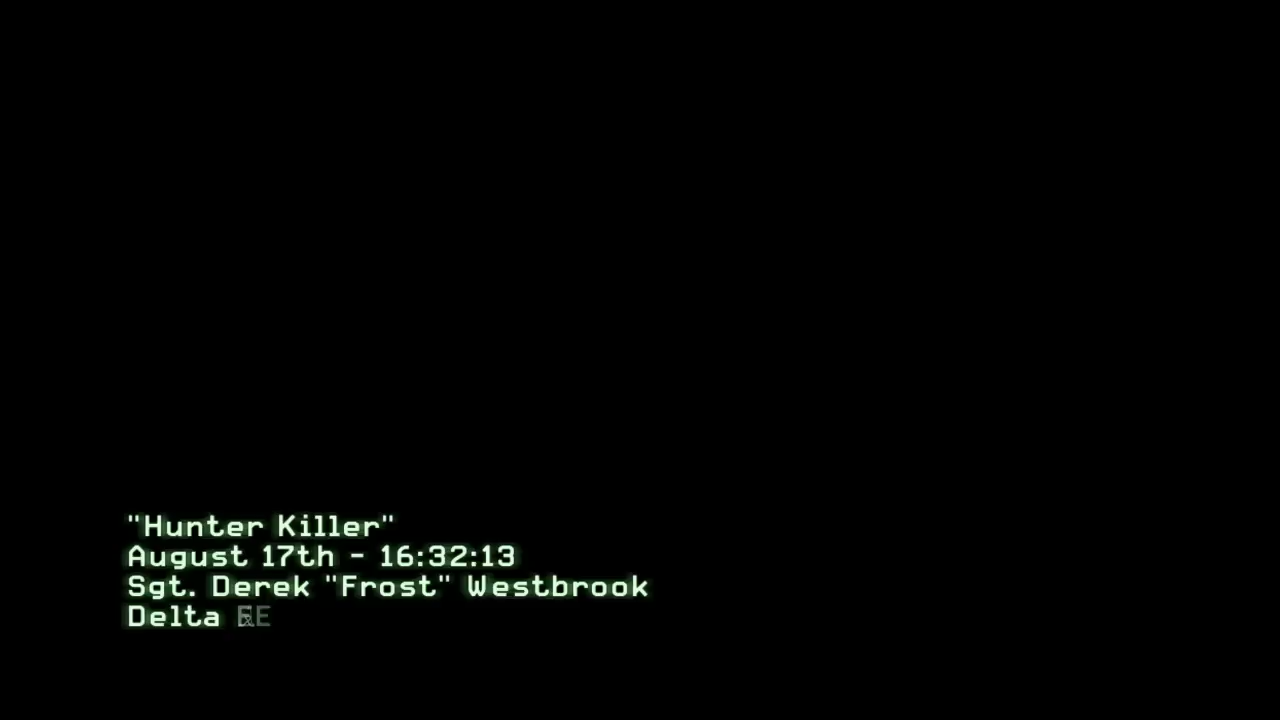 "Hunter Killer"
August 17th - 16:32:13
Sgt. Derek "Frost" Westbrook
Delta